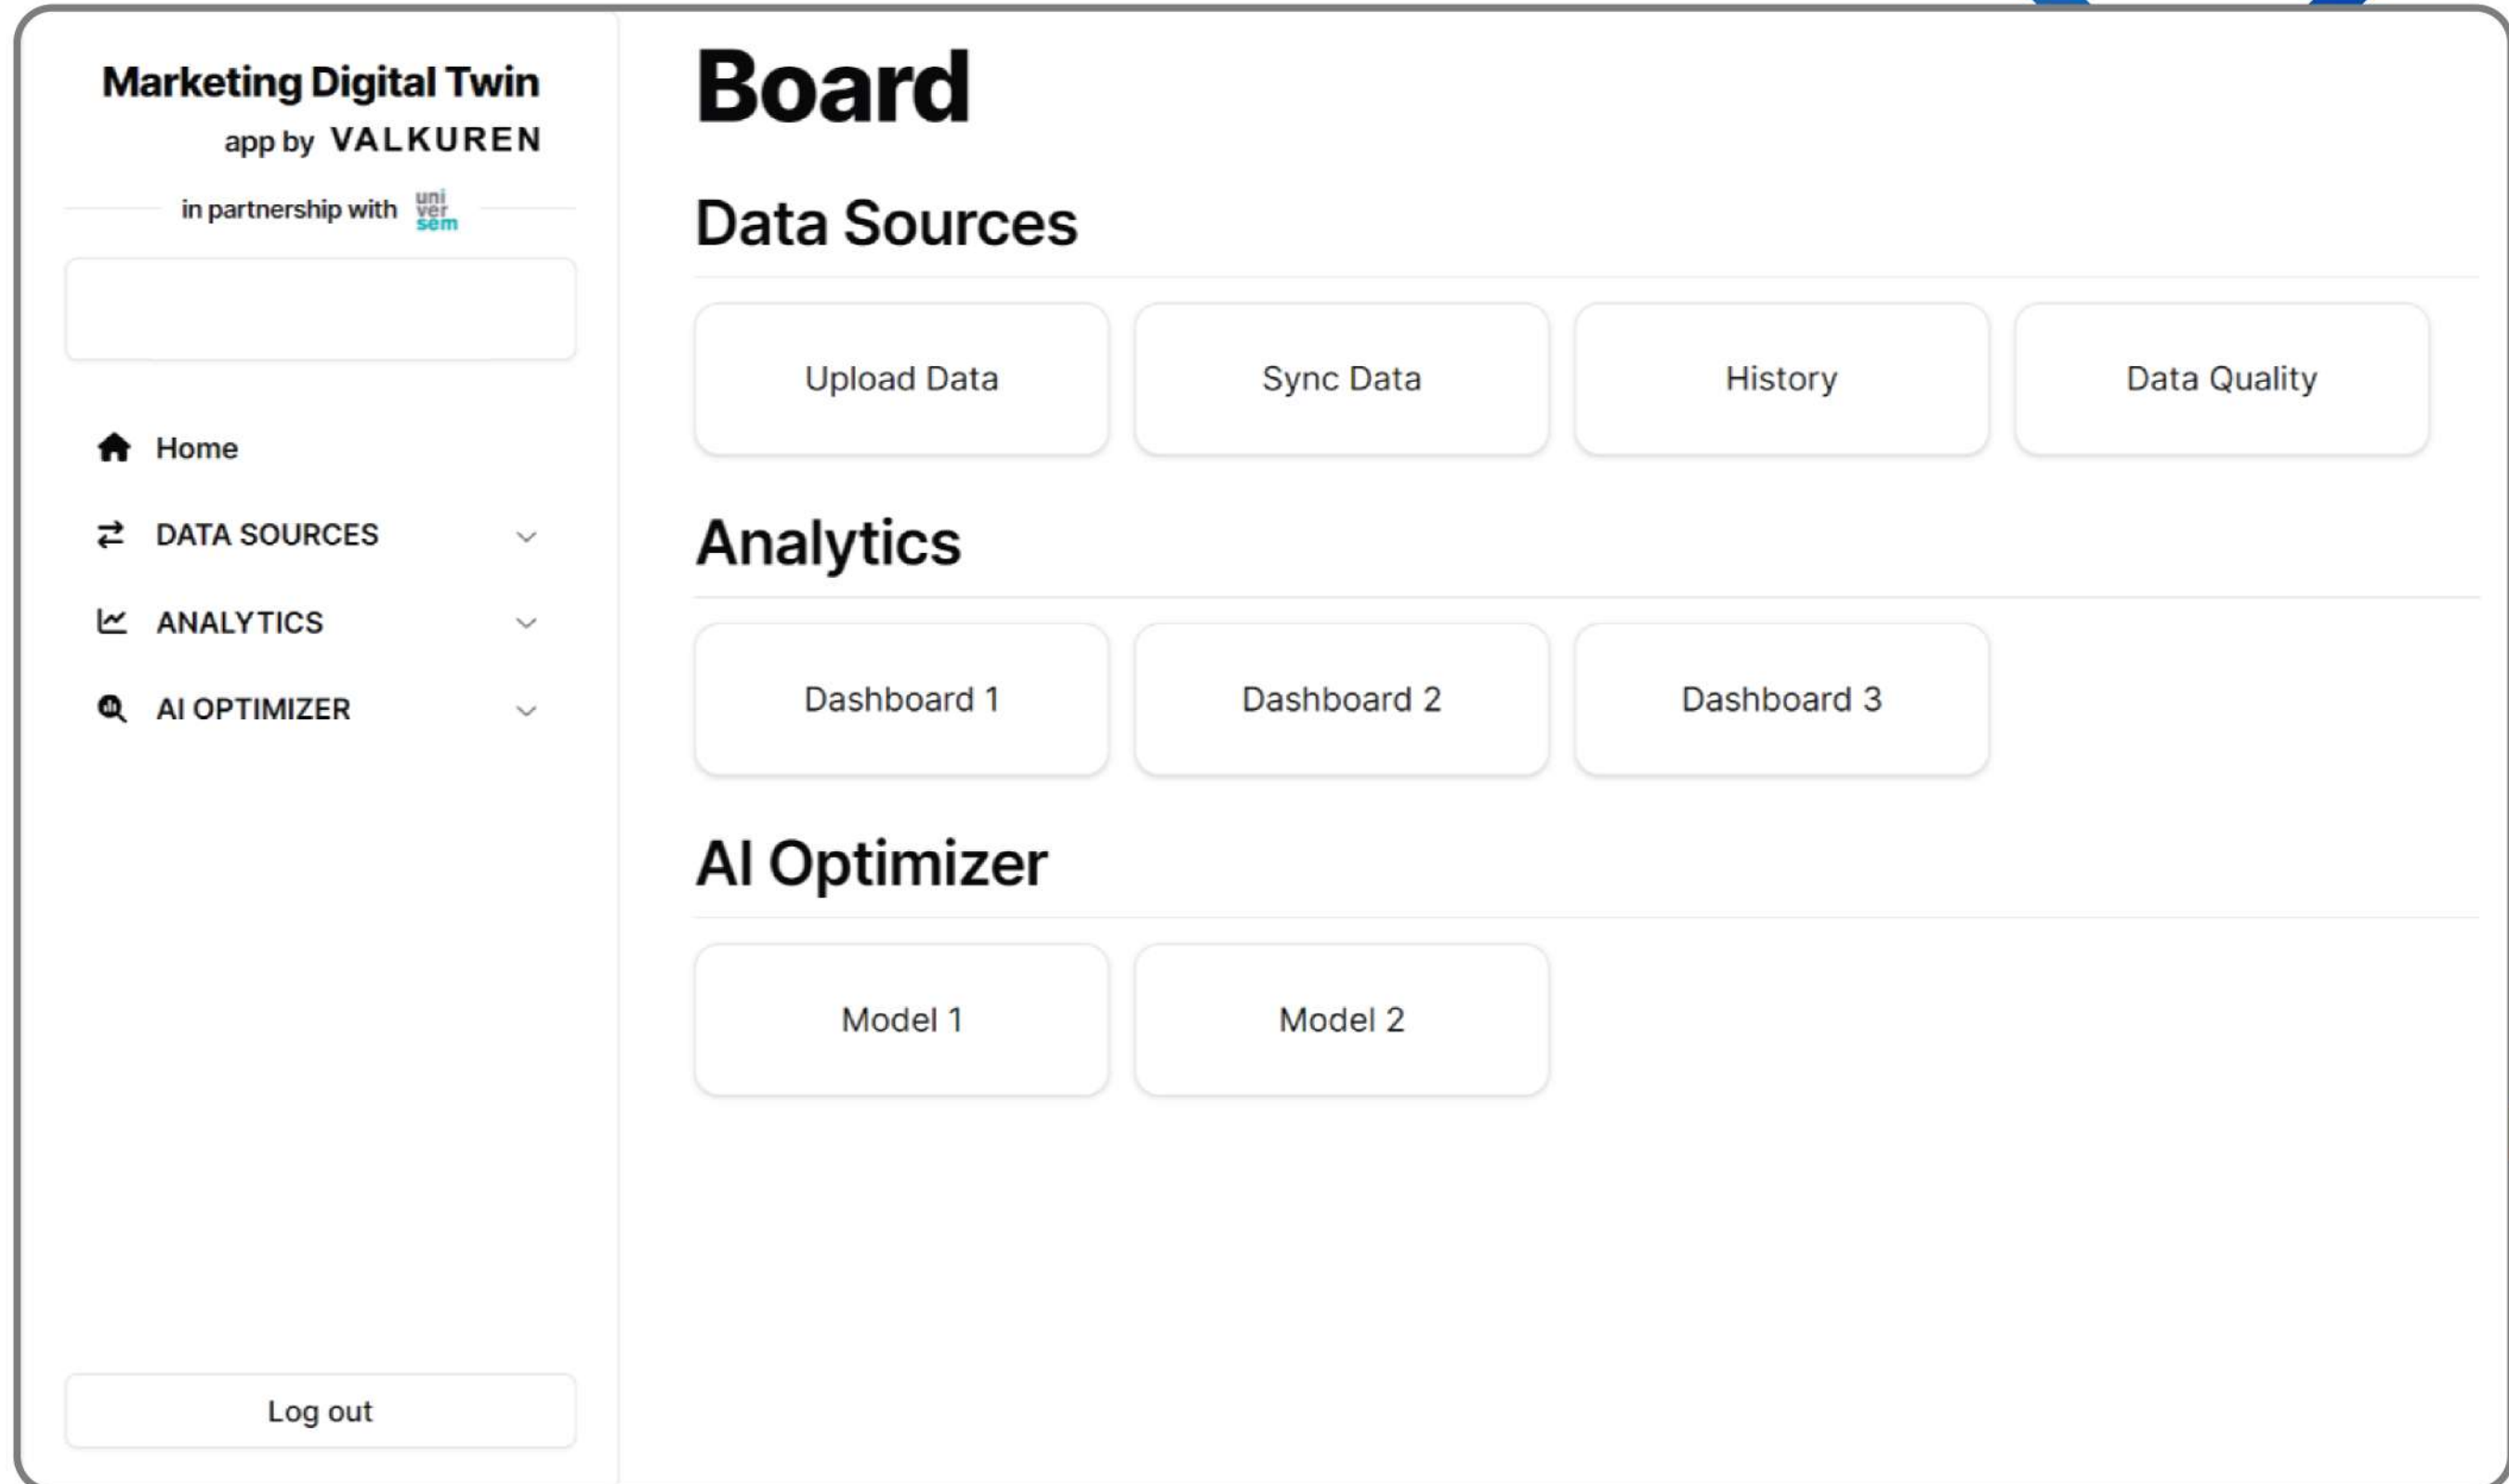 Marketing Digital Twin
app by VALKUREN
in partnership with uni
ver
sem
Home
DATA SOURCES
ANALYTICS
AI OPTIMIZER
Log out
Board
Data Sources
Upload Data
Sync Data
History
Data Quality
Analytics
Dashboard 1
Dashboard 2
Dashboard 3
AI Optimizer
Model 1
Model 2